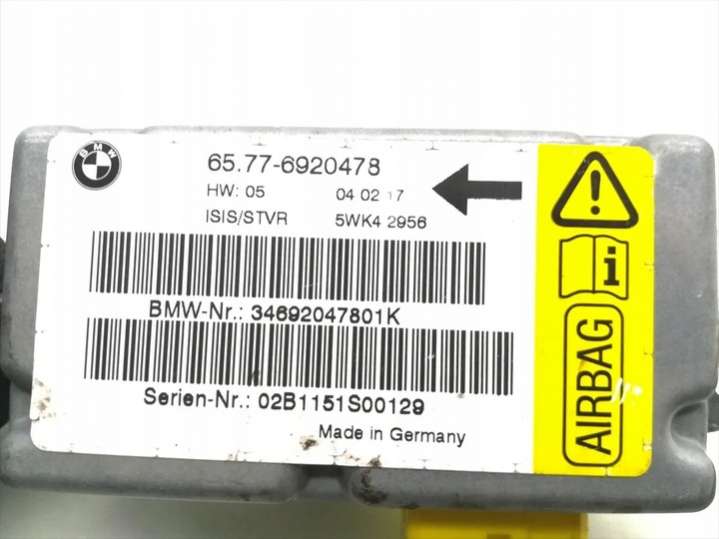 BMW
65.77-6920478
HW: 05 04 02 17
ISIS/STVR 5WK4 2956
BMW-Nr.: 34692047801K
Serien-Nr.: 02B1151S00129
Made in Germany
i
AIRBAG